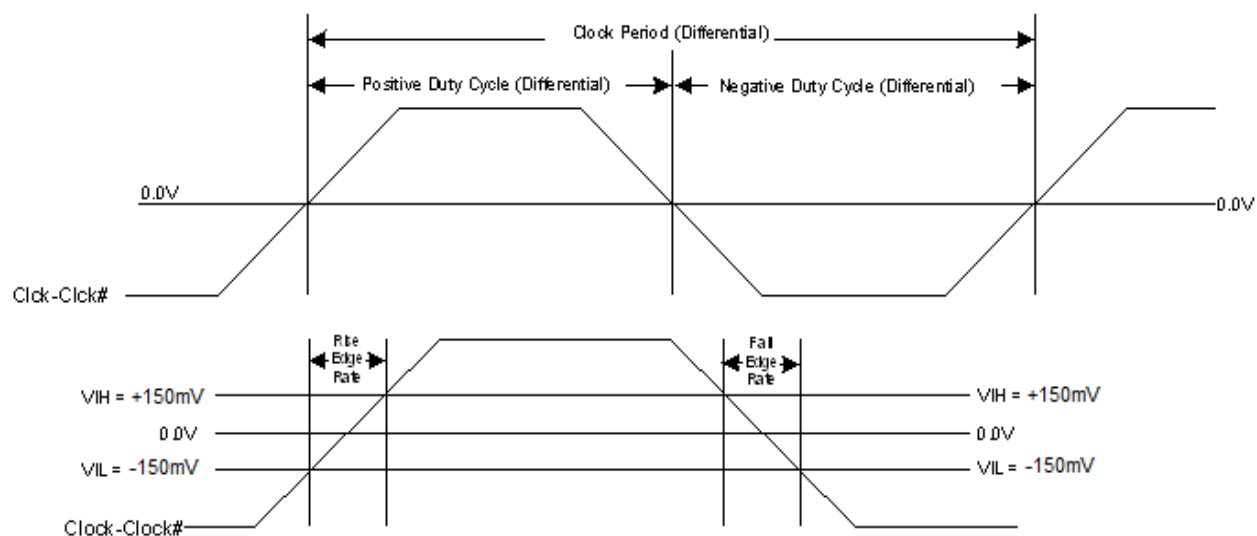 Clock Period (Differential)
Positive Duty Cycle (Differential)
Negative Duty Cycle (Differential)
0.0V
0.0V
Clck-Clck#
Rise
Edge
Rate
Fall
Edge
Rate
VIH = +150mV
VIH = +150mV
0.0V
0.0V
VIL = -150mV
VIL = -150mV
Clock-Clock#